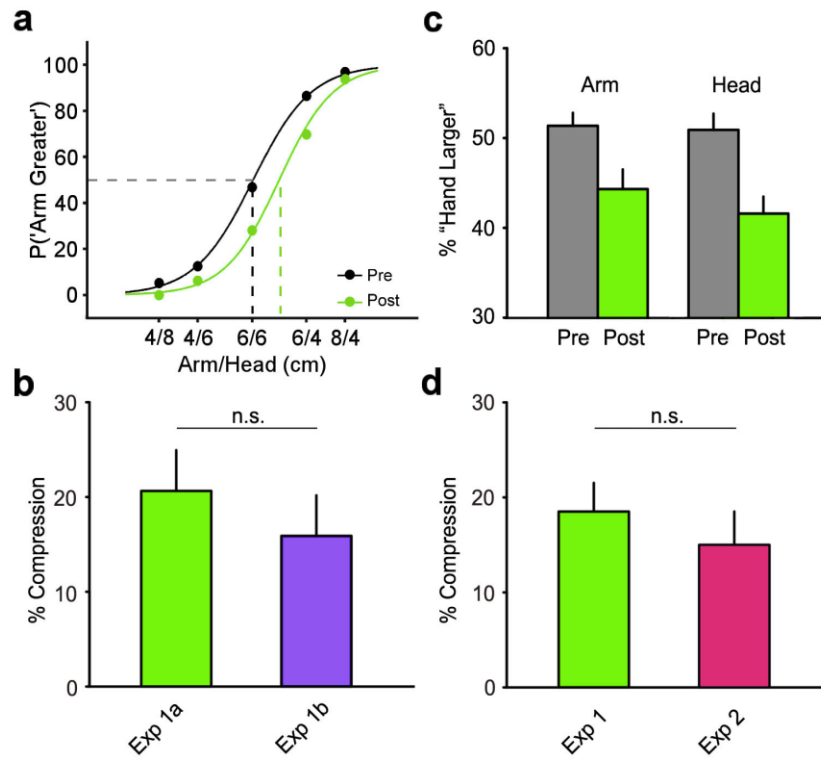 a
100
80
60
40
20
0
P('Arm Greater')
Pre
Post
4/8 4/6 6/6 6/4 8/4
Arm/Head (cm)
b
30
20
10
0
% Compression
n.s.
Exp 1a
Exp 1b
c
60
50
40
30
% “Hand Larger”
Arm Head
Pre Post Pre Post
d
30
20
10
0
% Compression
n.s.
Exp 1
Exp 2